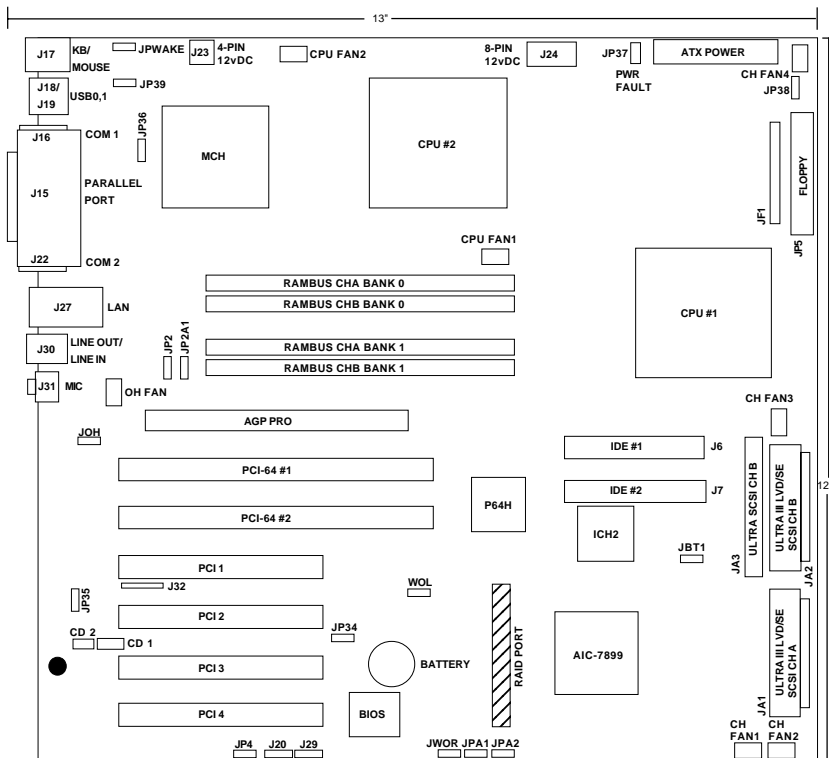 13"
J17
KB/
MOUSE
JPWAKE
J23
4-PIN
12vDC
CPU FAN2
8-PIN
12vDC
J24
JP37
PWR
FAULT
ATX POWER
CH FAN4
JP38
J18/
J19
USB0,1
JP39
JP36
MCH
CPU #2
JF1
FLOPPY
JP5
J16
COM 1
J15
PARALLEL
PORT
J22
COM 2
CPU FAN1
J27
LAN
RAMBUS CHA BANK 0
RAMBUS CHB BANK 0
CPU #1
J30
LINE OUT/
LINE IN
JP2
JP2A1
RAMBUS CHA BANK 1
RAMBUS CHB BANK 1
J31
MIC
OH FAN
CH FAN3
AGP PRO
JOH
IDE #1
J6
PCI-64 #1
IDE #2
J7
P64H
PCI-64 #2
ICH2
ULTRA SCSI CH B
JA3
ULTRA III LVD/SE
SCSI CH B
JA2
12
JBT1
PCI 1
J32
WOL
JP35
PCI 2
JP34
CD 2
CD 1
RAID PORT
AIC-7899
ULTRA III LVD/SE
SCSI CH A
JA1
PCI 3
BATTERY
BIOS
PCI 4
CH
FAN1
CH
FAN2
JP4
J20
J29
JWOR
JPA1
JPA2